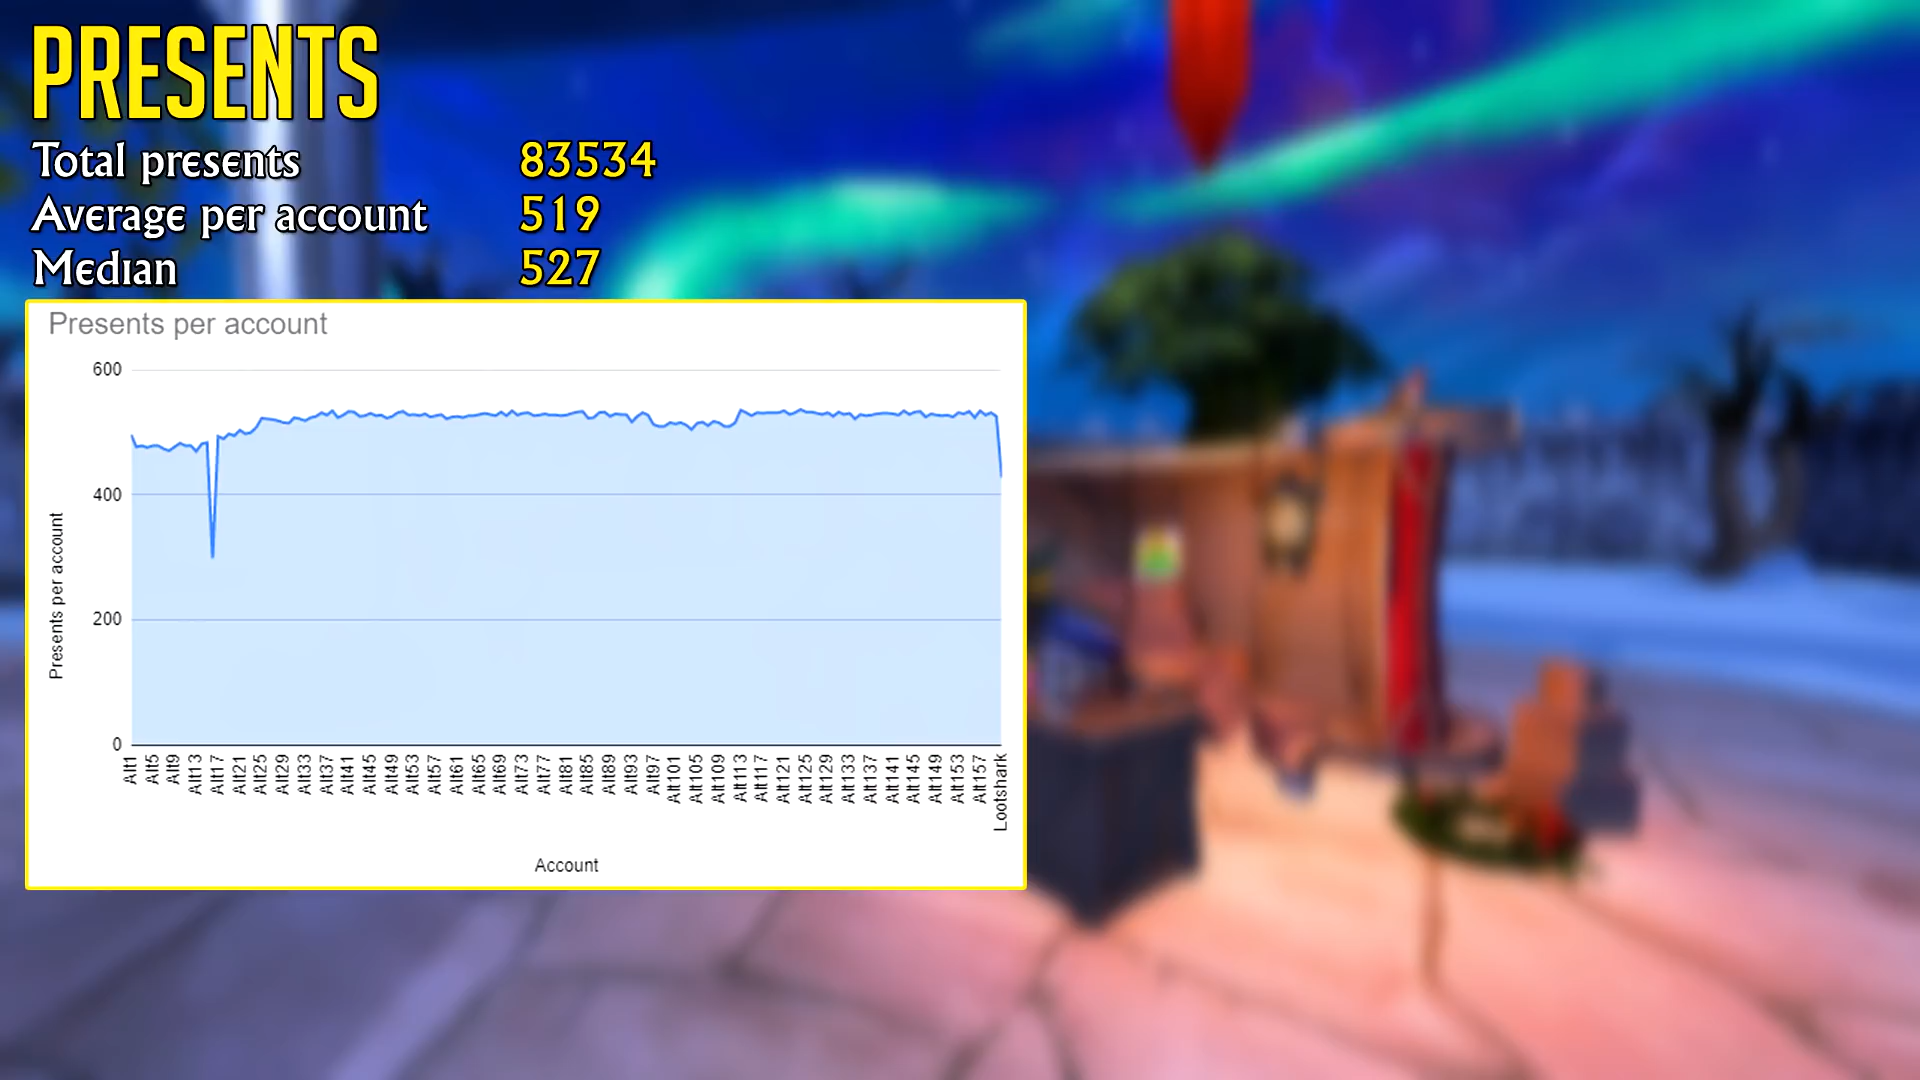 PRESENTS
Total presents 83534
Average per account 519
Median 527
Presents per account
600
400
200
0
Presents per account
Alt1 Alt5 Alt9 Alt13 Alt17 Alt21 Alt25 Alt29 Alt33 Alt37 Alt41 Alt45 Alt49 Alt53 Alt57 Alt61 Alt65 Alt69 Alt73 Alt77 Alt81 Alt85 Alt89 Alt93 Alt97 Alt101 Alt105 Alt109 Alt113 Alt117 Alt121 Alt125 Alt129 Alt133 Alt137 Alt141 Alt145 Alt149 Alt153 Alt157 Lootshark
Account